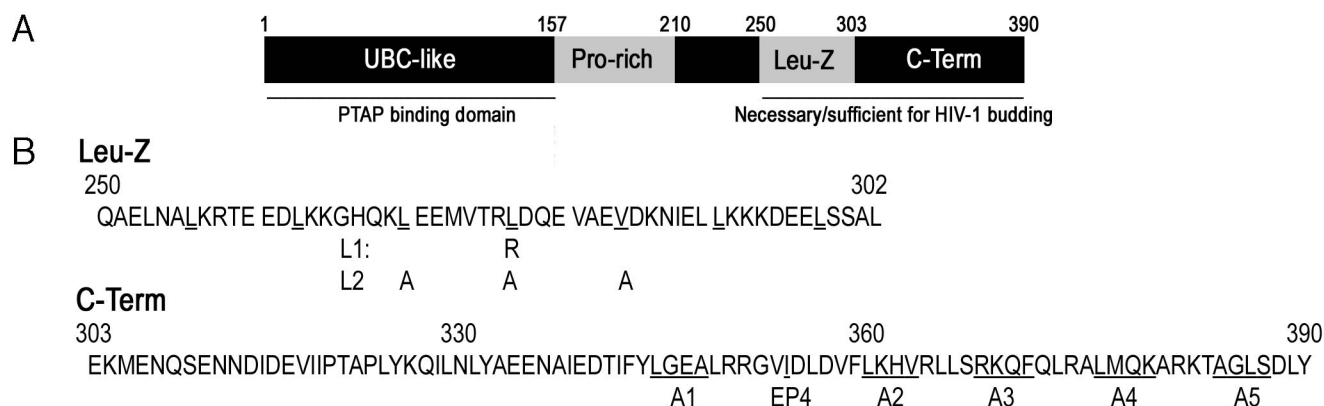 A
1 157 210 250 303 390
UBC-like Pro-rich Leu-Z C-Term
PTAP binding domain Necessary/sufficient for HIV-1 budding
B
Leu-Z
250 302
QAELNALKRTE EDLKKGHQKL EEMVTRLDQE VAEVDKNIEL LKKKDEELSSAL
L1: R
L2 A A A
C-Term
303 330 360 390
EKMENQSENNDIDEVIIPTAPLYKQILNLYAEENAIEDTIFYLGEALRRGVIDLDVFLKHVRLLSRKQFQLRALMQKARKTAGLSDLY
A1 EP4 A2 A3 A4 A5